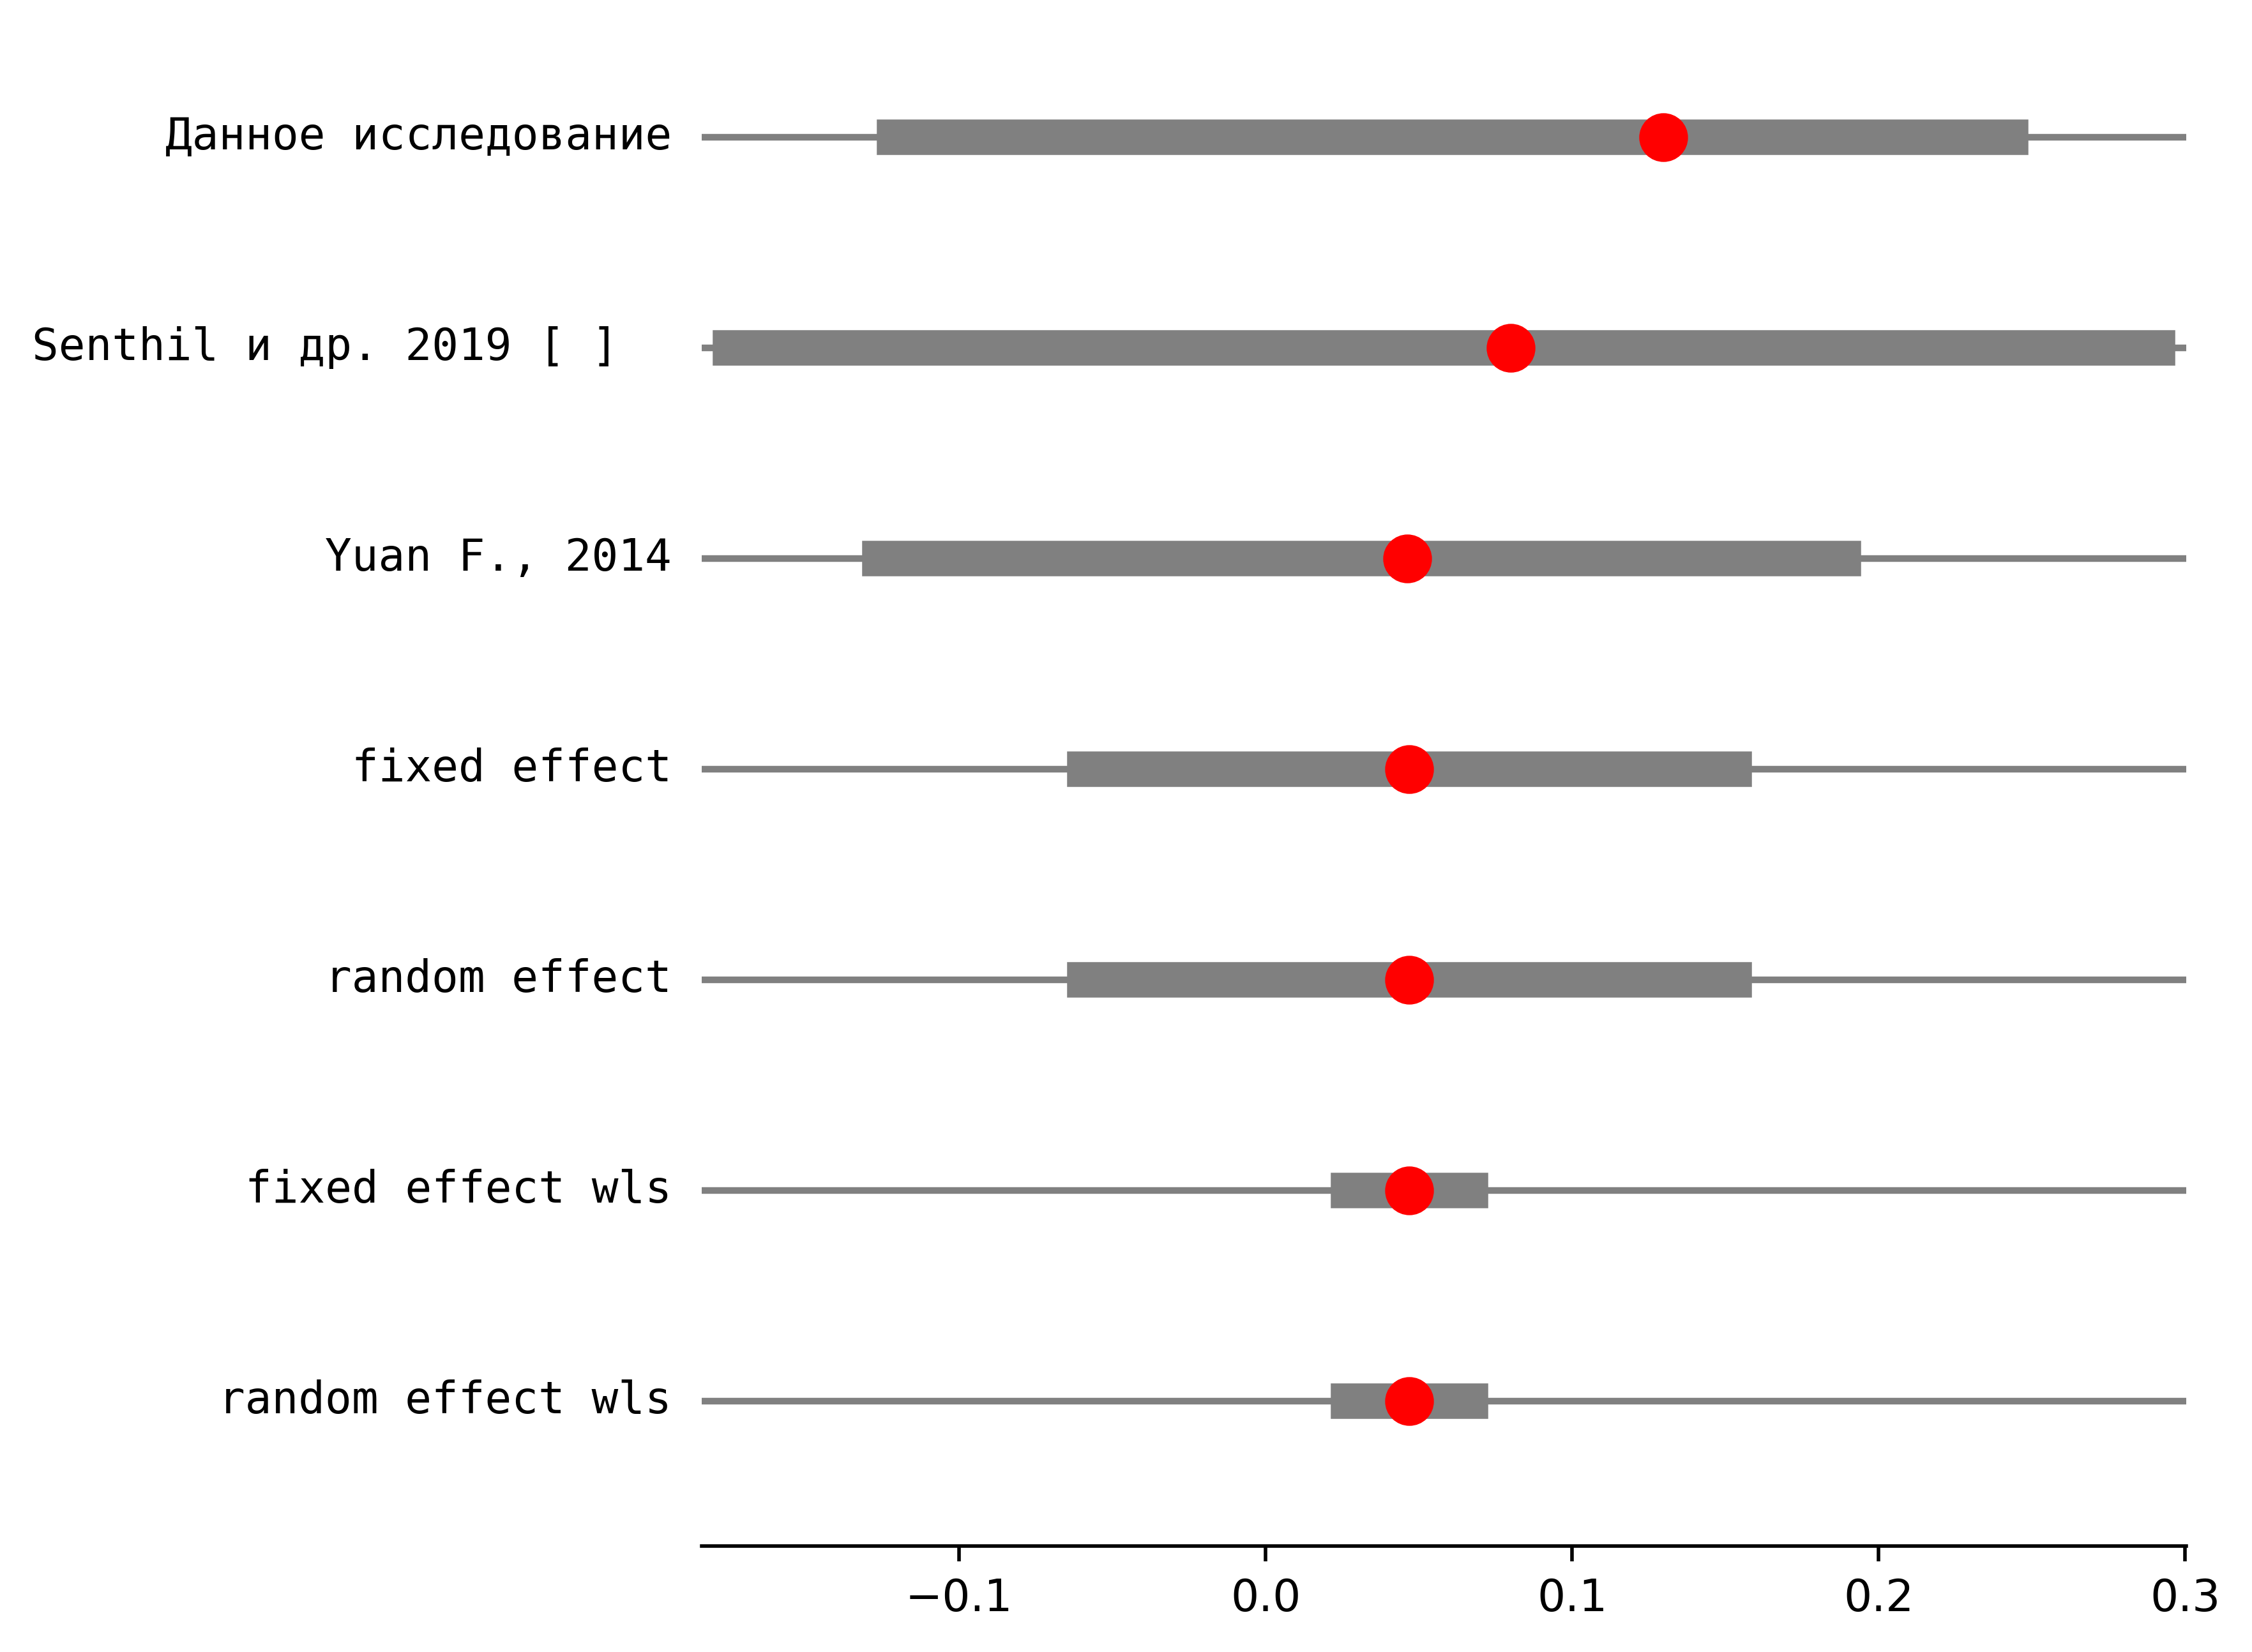 Данное исследование
Senthil и др. 2019 [ ]
Yuan F., 2014
fixed effect
random effect
fixed effect wls
random effect wls
−0.1 0.0 0.1 0.2 0.3